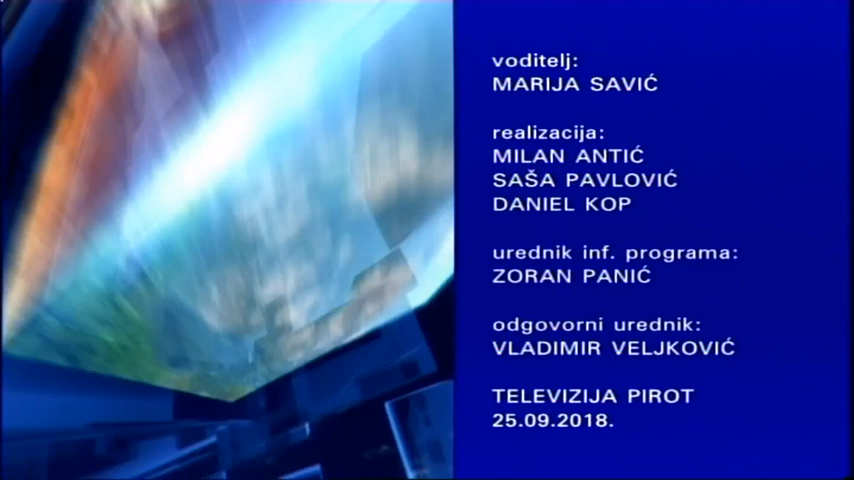 voditelj:
MARIJA SAVIĆ
realizacija:
MILAN ANTIĆ
SAŠA PAVLOVIĆ
DANIEL KOP
urednik inf. programa:
ZORAN PANIĆ
odgovorni urednik:
VLADIMIR VELJKOVIĆ
TELEVIZIJA PIROT
25.09.2018.